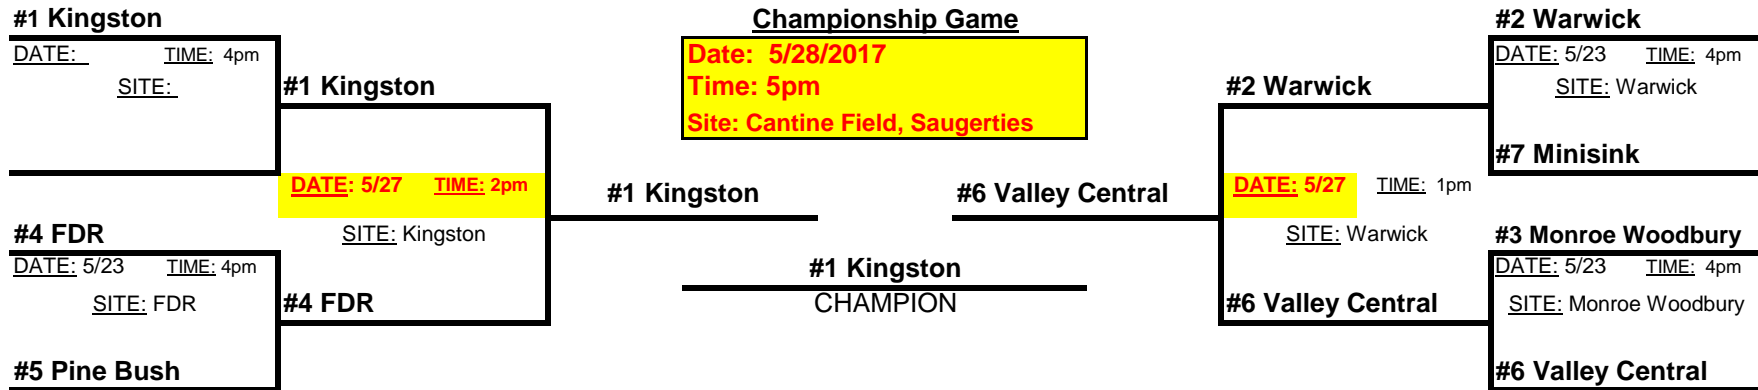 #1 Kingston
DATE: TIME: 4pm
SITE:
#1 Kingston
DATE: 5/27 TIME: 2pm
SITE: Kingston
#4 FDR
DATE: 5/23 TIME: 4pm
SITE: FDR
#4 FDR
#5 Pine Bush
Championship Game
Date: 5/28/2017
Time: 5pm
Site: Cantine Field, Saugerties
#1 Kingston
#6 Valley Central
#1 Kingston
CHAMPION
#2 Warwick
DATE: 5/23 TIME: 4pm
SITE: Warwick
#2 Warwick
#7 Minisink
DATE: 5/27 TIME: 1pm
SITE: Warwick
#3 Monroe Woodbury
DATE: 5/23 TIME: 4pm
SITE: Monroe Woodbury
#6 Valley Central
#6 Valley Central